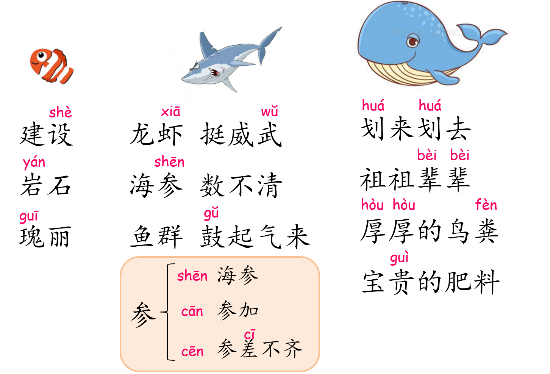 shè
建设
yán
岩石
guī
瑰丽
xiā wǔ
龙虾 挺威武
shēn
海参 数不清
gǔ
鱼群 鼓起气来
huá huá
划来划去
bèi bèi
祖祖辈辈
hòu hòu fèn
厚厚的鸟粪
guì
宝贵的肥料
参
shēn 海参
cān 参加
cī
cēn 参差不齐